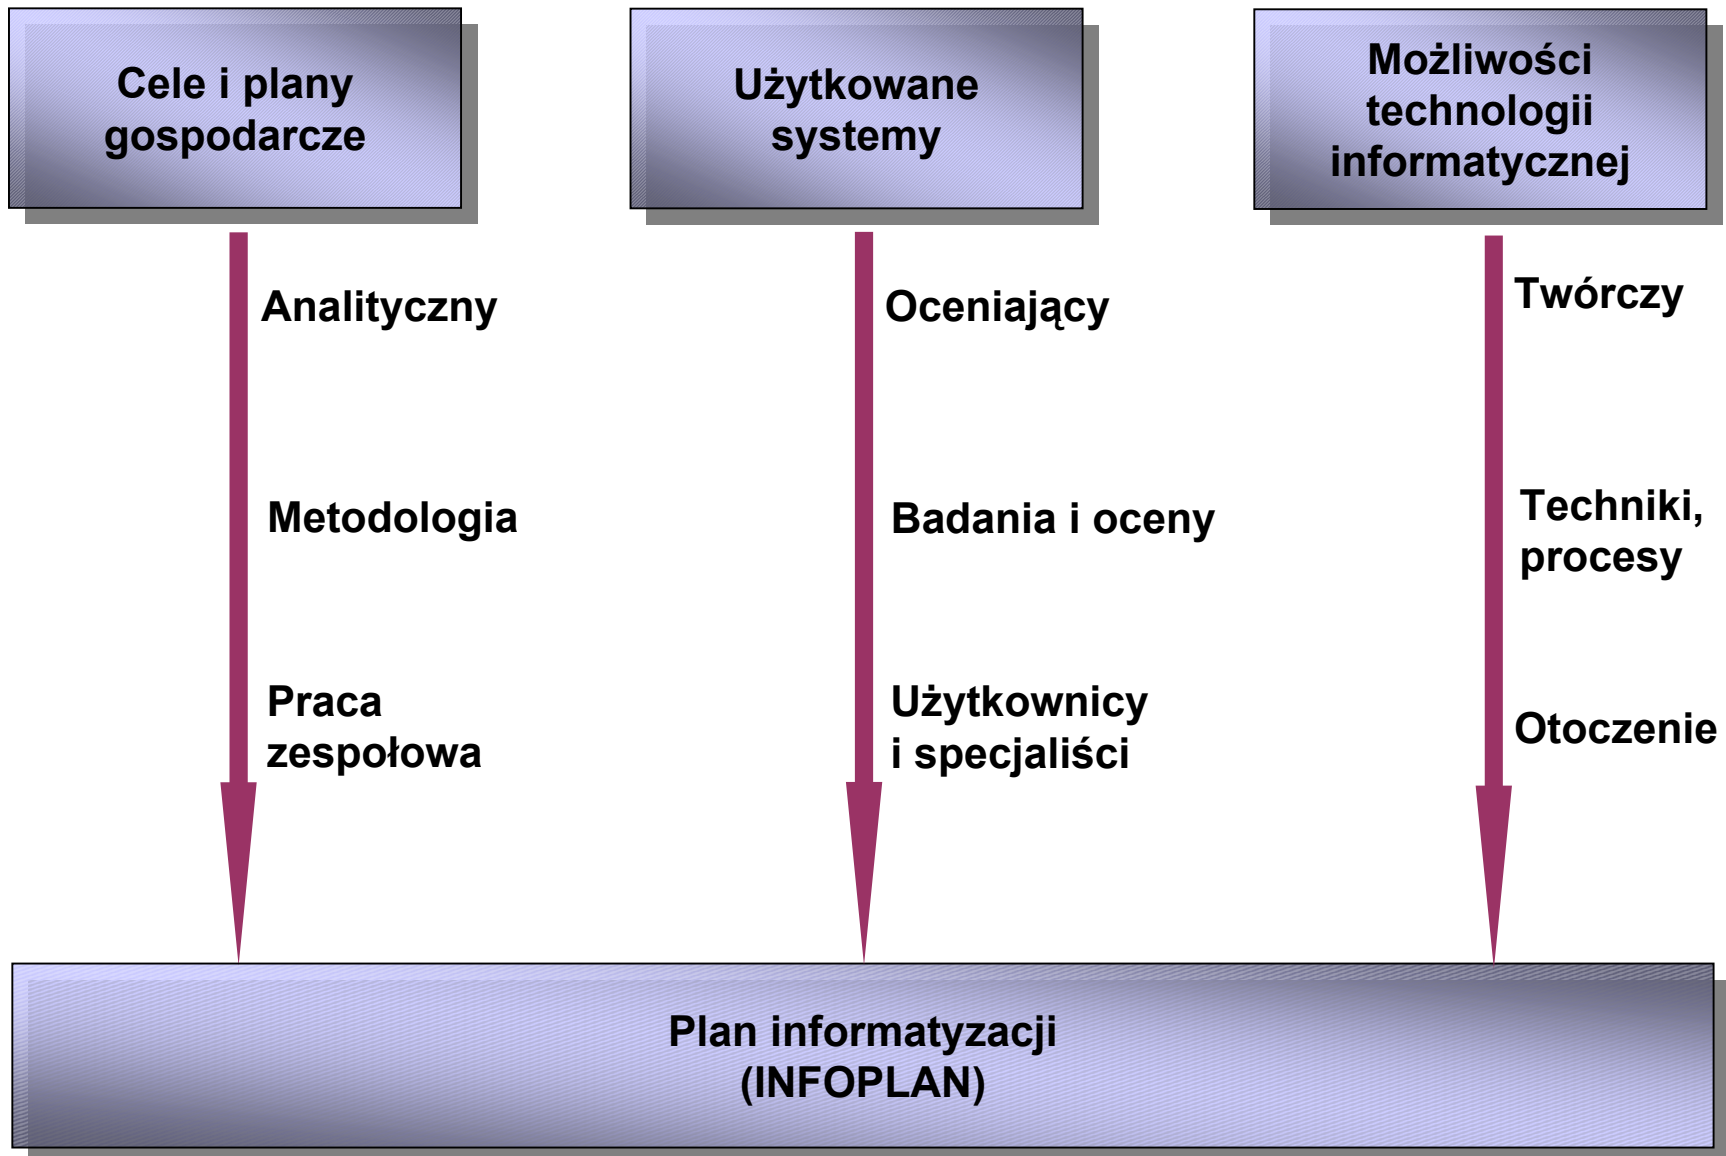 Cele i plany
gospodarcze
Użytkowane
systemy
Możliwości
technologii
informatycznej
Analityczny
Oceniający
Twórczy
Metodologia
Badania i oceny
Techniki,
procesy
Praca
zespołowa
Użytkownicy
i specjaliści
Otoczenie
Plan informatyzacji
(INFOPLAN)